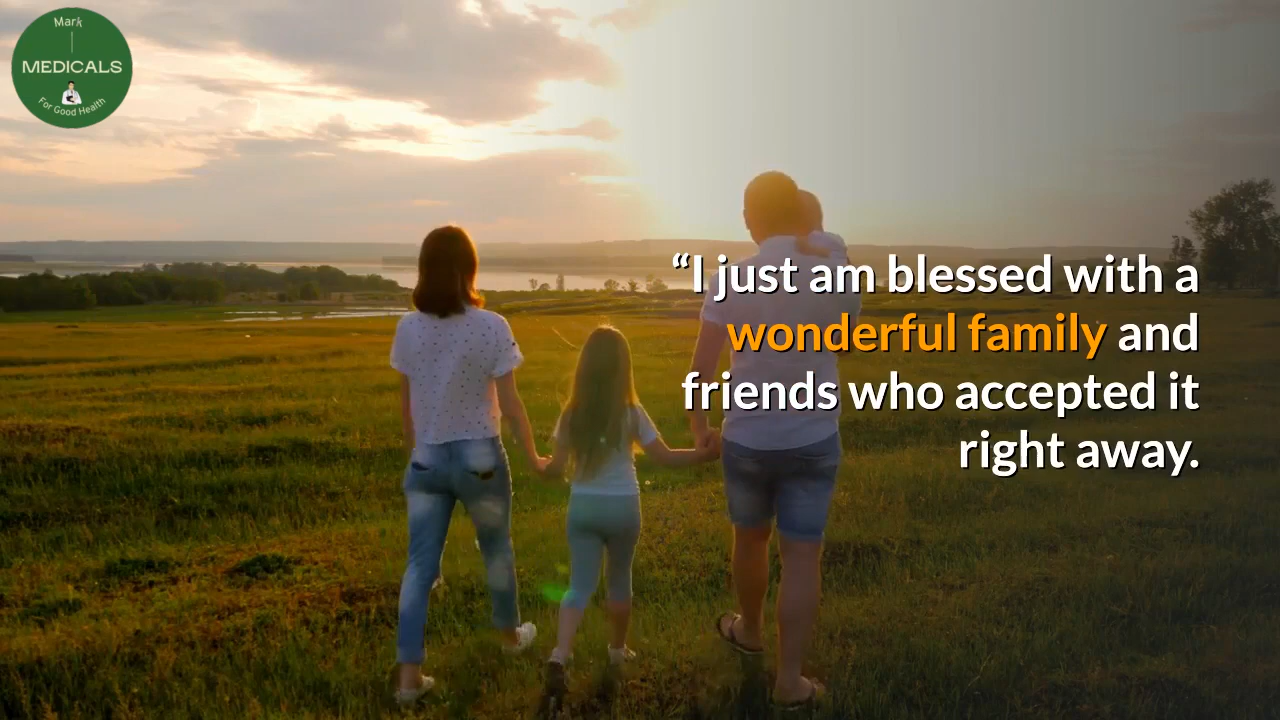 Mark
MEDICALS
For Good Health
“I just am blessed with a
wonderful family and
friends who accepted it
right away.